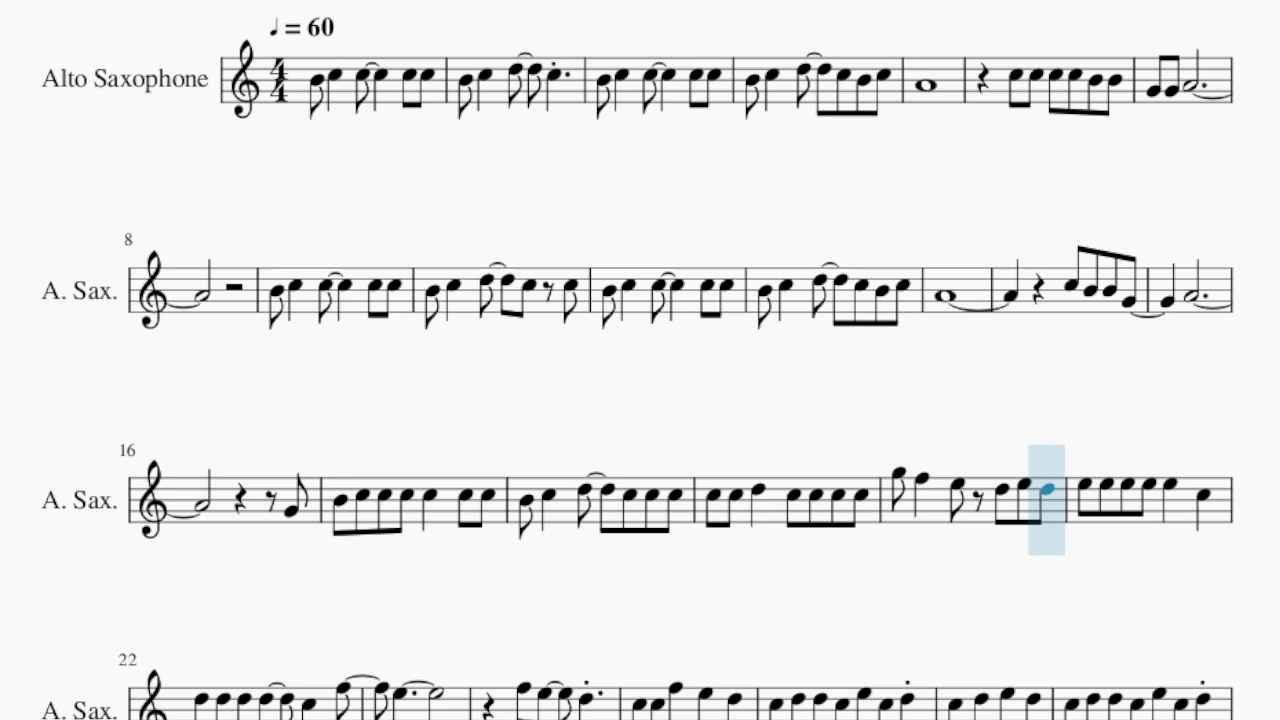 ♩ = 60
Alto Saxophone
4
4
8
A. Sax.
16
A. Sax.
22
A. Sax.